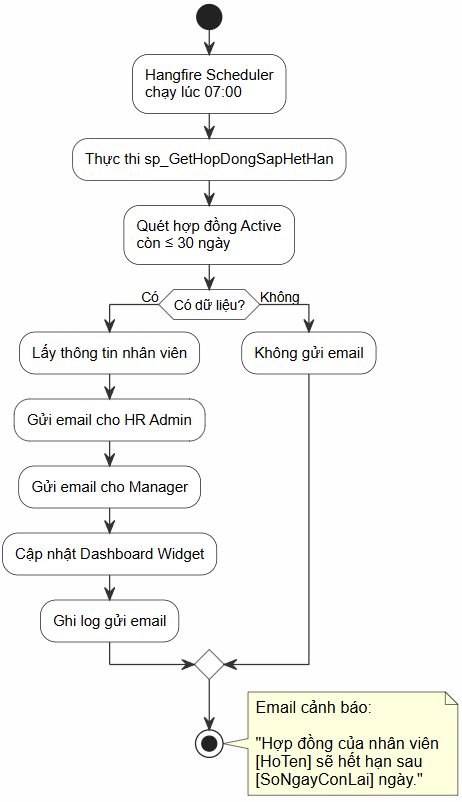 Hangfire Scheduler
chạy lúc 07:00
Thực thi sp_GetHopDongSapHetHan
Quét hợp đồng Active
còn ≤ 30 ngày
Có
Có dữ liệu?
Không
Lấy thông tin nhân viên
Không gửi email
Gửi email cho HR Admin
Gửi email cho Manager
Cập nhật Dashboard Widget
Ghi log gửi email
Email cảnh báo:
"Hợp đồng của nhân viên
[HoTen] sẽ hết hạn sau
[SoNgayConLai] ngày."